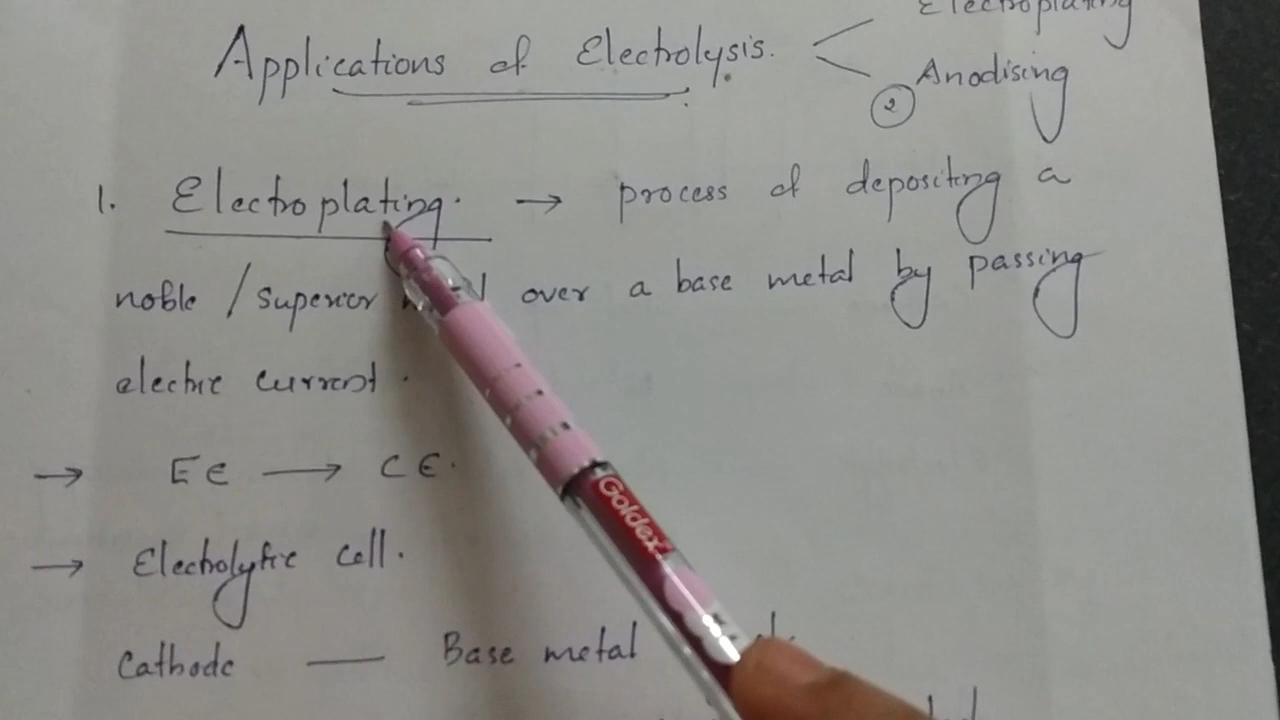 Electroplating
Applications of Electrolysis.
② Anodising
1. Electroplating. → process of depositing a
noble / superior over a base metal by passing
electric current.
→ EE → CE.
→ Electrolytic cell.
Cathode — Base metal
Goldex